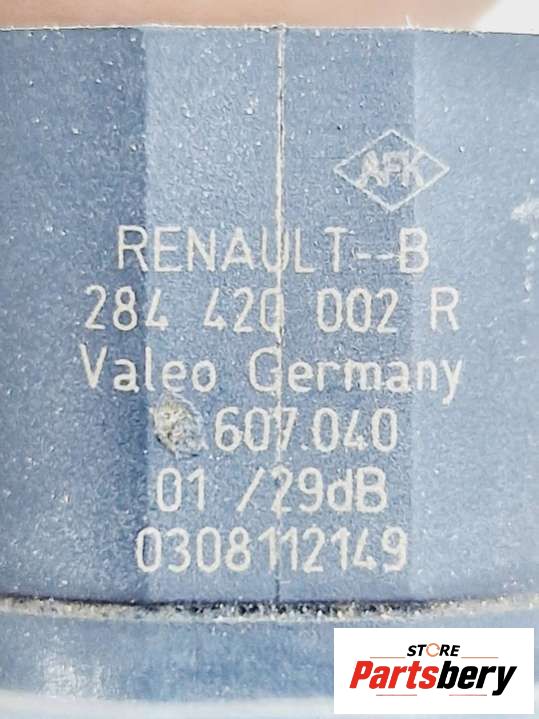 AFK
RENAULT--B
284 420 002 R
Valeo Germany
.607.040
01 /29dB
0308112149
STORE
Partsbery